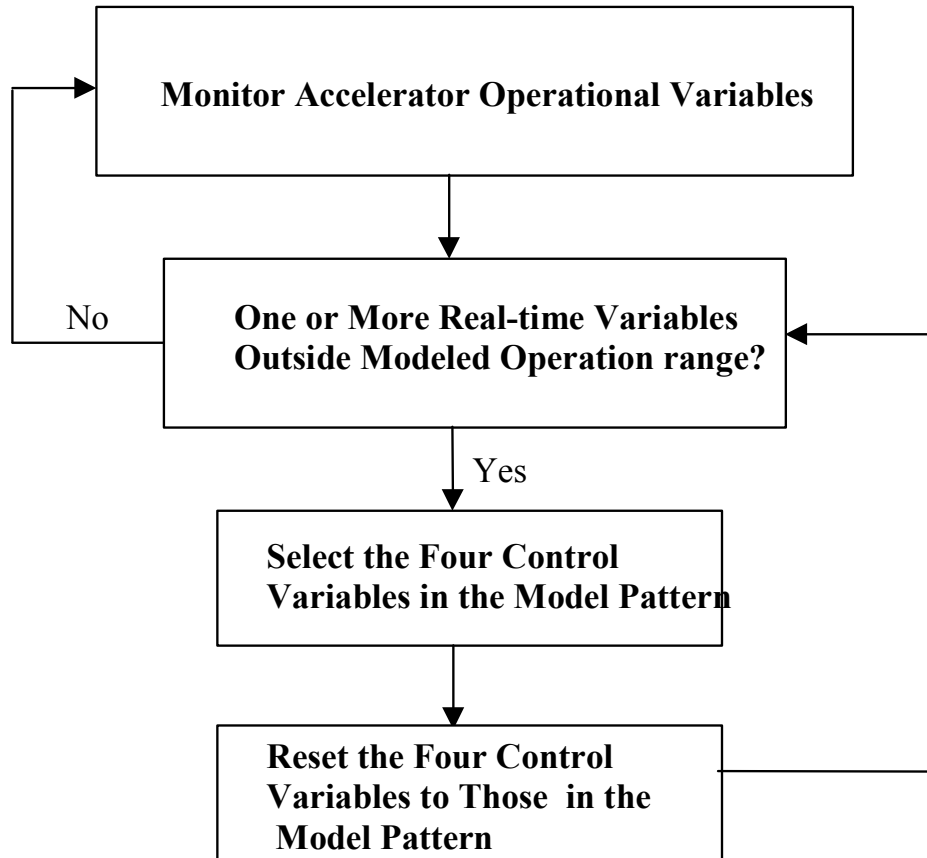 Monitor Accelerator Operational Variables
No
One or More Real-time Variables
Outside Modeled Operation range?
Yes
Select the Four Control
Variables in the Model Pattern
Reset the Four Control
Variables to Those in the
Model Pattern